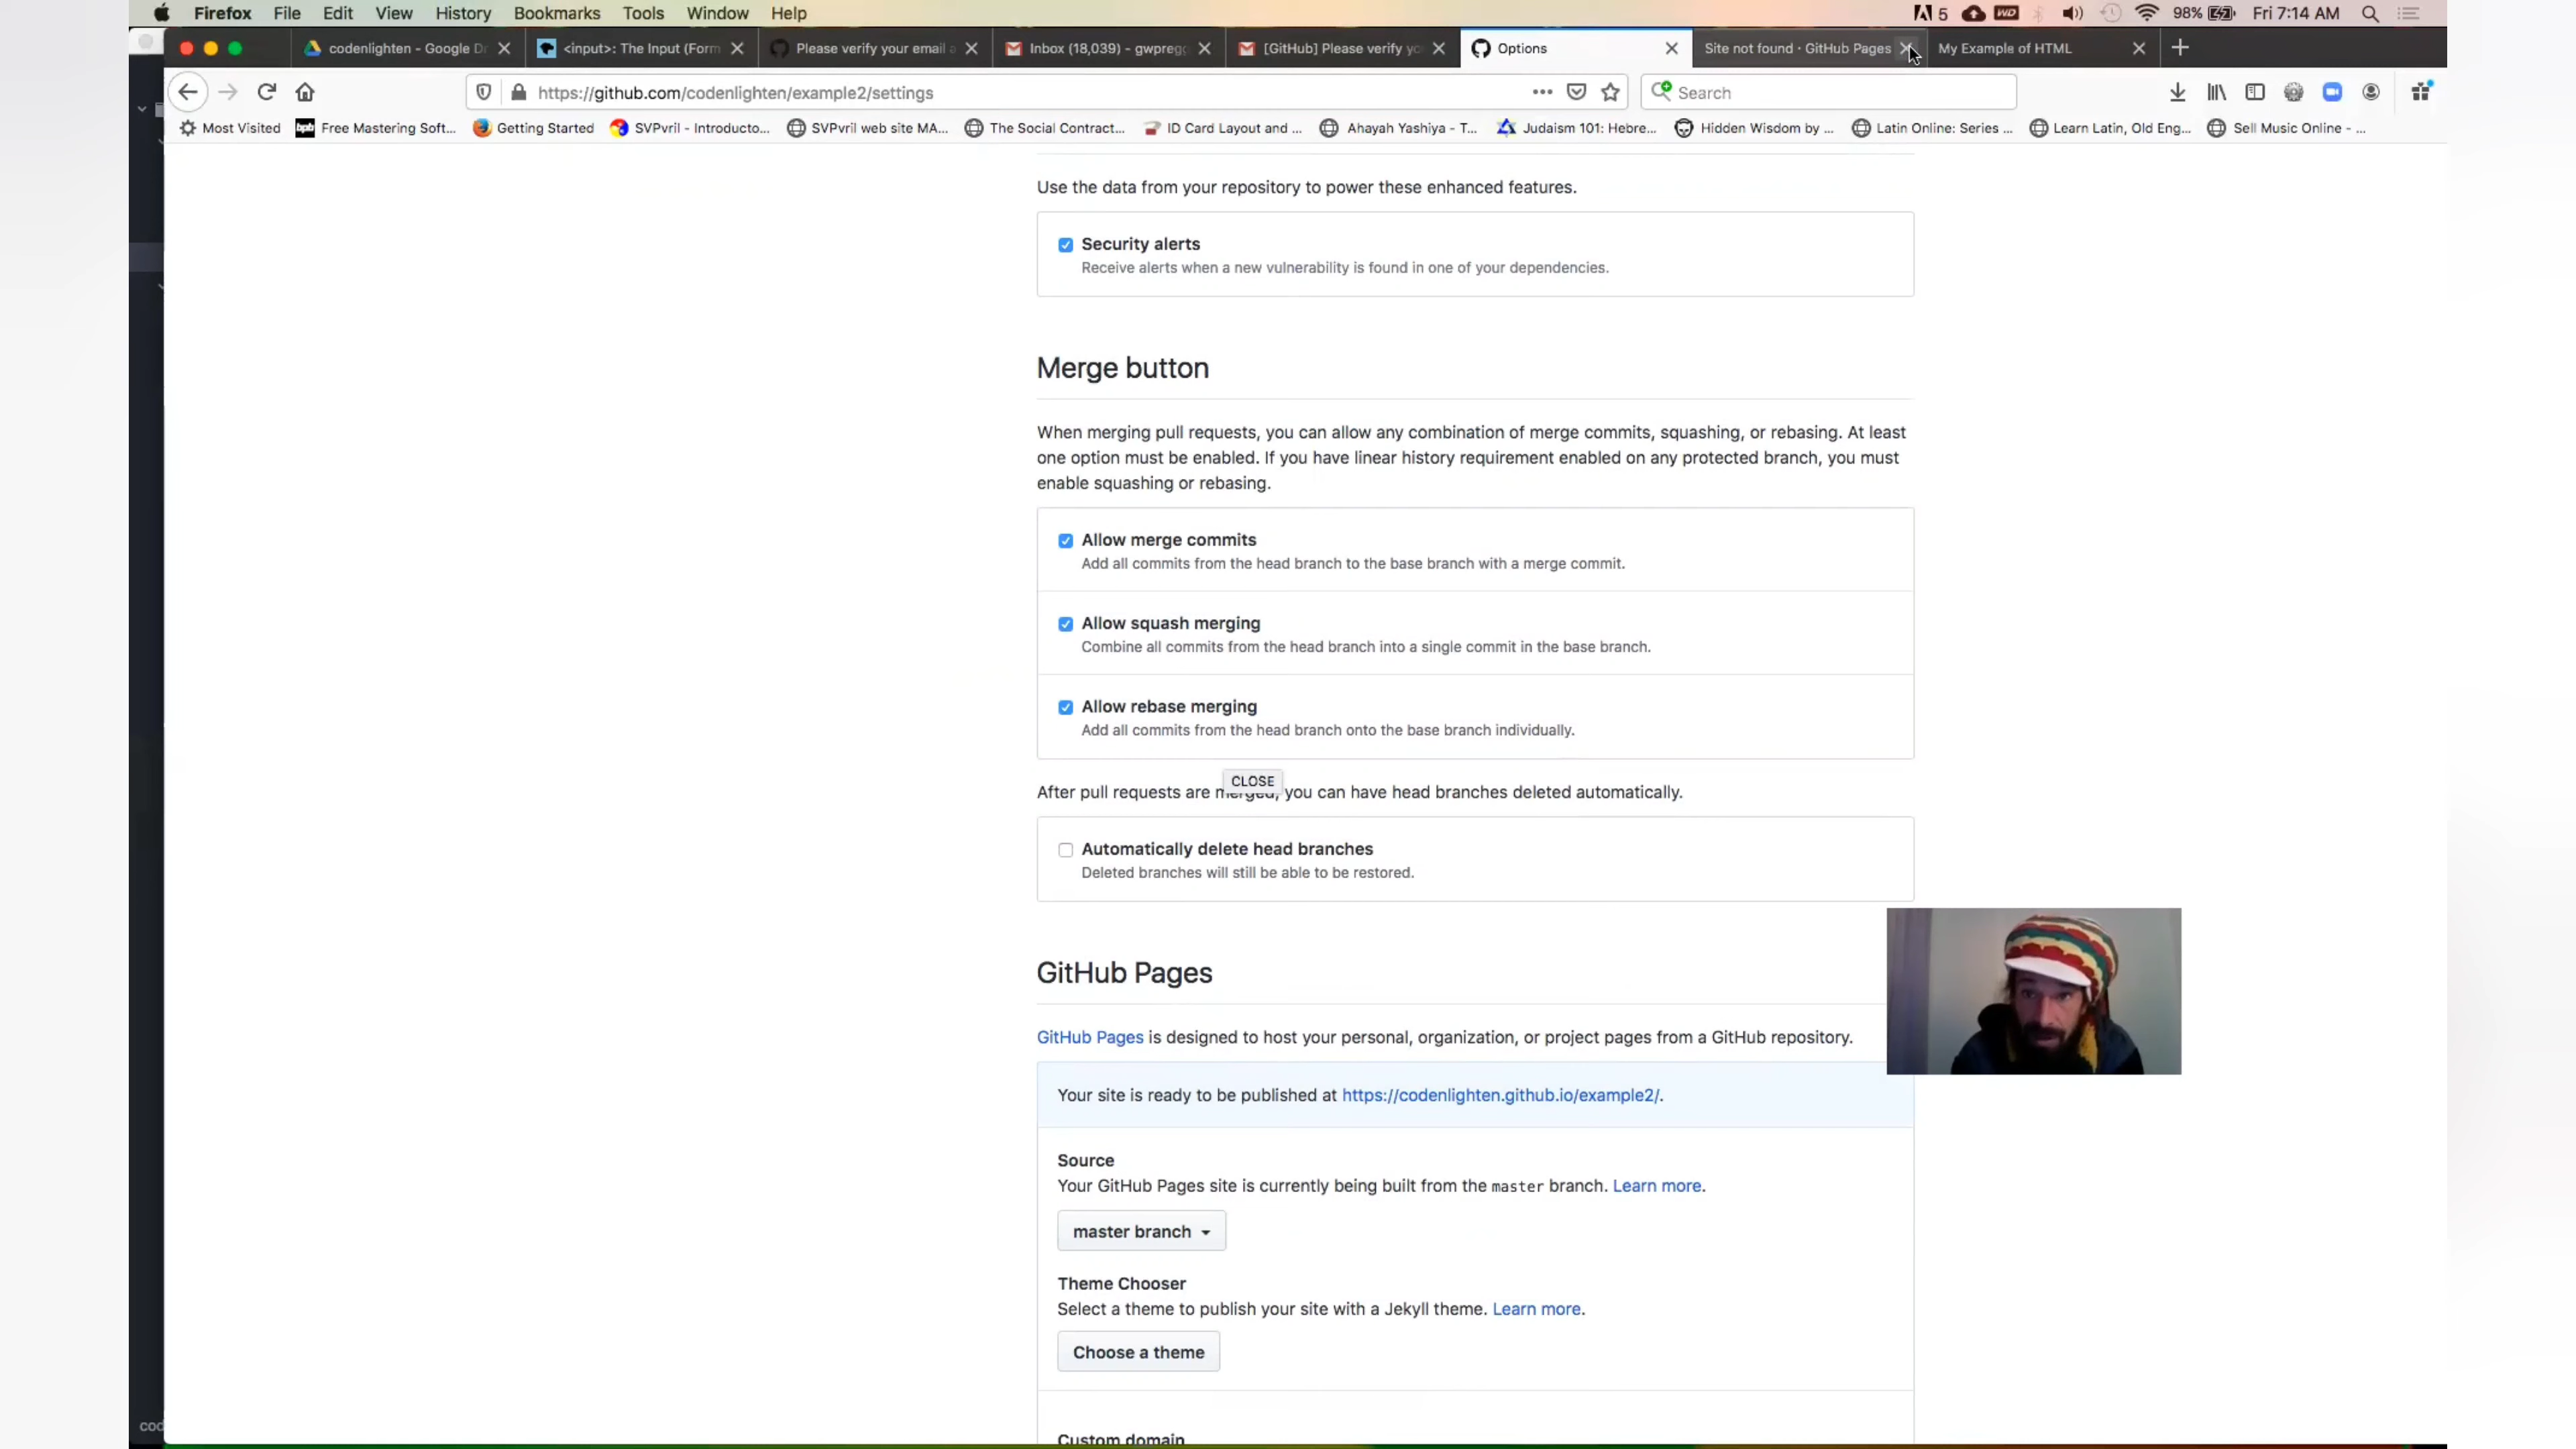 Firefox File Edit View History Bookmarks Tools Window Help 5 WD 98% Fri 7:14 AM
codenlighten - Google Dr <input>: The Input (Form Please verify your email a Inbox (18,039) - gwpregg [GitHub] Please verify yo Options Site not found · GitHub Pages My Example of HTML
https://github.com/codenlighten/example2/settings Search
Most Visited bpb Free Mastering Soft... Getting Started SVPvril - Introducto... SVPvril web site MA... The Social Contract... ID Card Layout and ... Ahayah Yashiya - T... Judaism 101: Hebre... Hidden Wisdom by ... Latin Online: Series ... Learn Latin, Old Eng... Sell Music Online - ...
Use the data from your repository to power these enhanced features.
Security alerts
Receive alerts when a new vulnerability is found in one of your dependencies.
Merge button
When merging pull requests, you can allow any combination of merge commits, squashing, or rebasing. At least
one option must be enabled. If you have linear history requirement enabled on any protected branch, you must
enable squashing or rebasing.
Allow merge commits
Add all commits from the head branch to the base branch with a merge commit.
Allow squash merging
Combine all commits from the head branch into a single commit in the base branch.
Allow rebase merging
Add all commits from the head branch onto the base branch individually.
CLOSE
After pull requests are merged, you can have head branches deleted automatically.
Automatically delete head branches
Deleted branches will still be able to be restored.
GitHub Pages
GitHub Pages is designed to host your personal, organization, or project pages from a GitHub repository.
Your site is ready to be published at https://codenlighten.github.io/example2/.
Source
Your GitHub Pages site is currently being built from the master branch. Learn more.
master branch
Theme Chooser
Select a theme to publish your site with a Jekyll theme. Learn more.
Choose a theme
cod
Custom domain